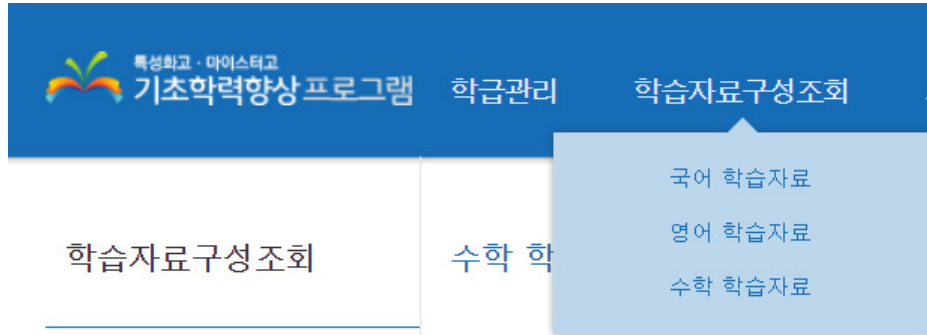 특성화고·마이스터고
기초학력향상프로그램
학급관리
학습자료구성조회
국어 학습자료
영어 학습자료
수학 학습자료
학습자료구성조회
수학 학